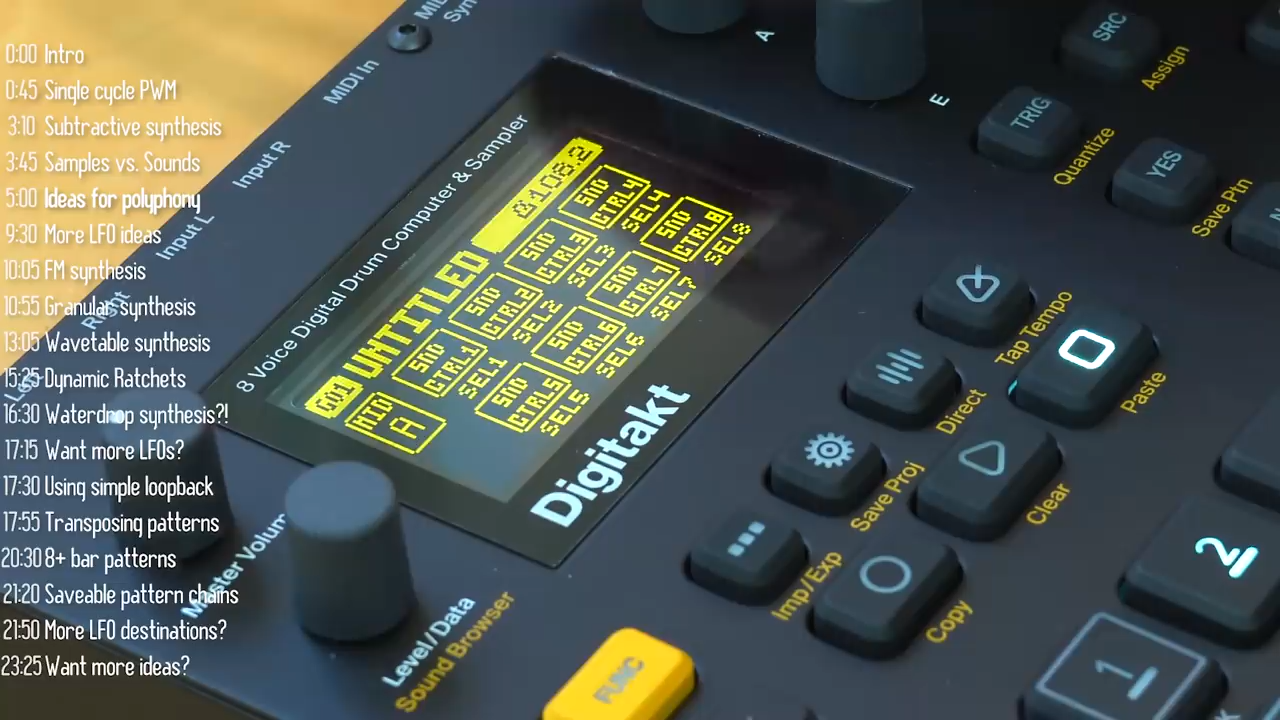 0:00 Intro
0:45 Single cycle PWM
3:10 Subtractive synthesis
3:45 Samples vs. Sounds
5:00 Ideas for polyphony
9:30 More LFO ideas
10:05 FM synthesis
10:55 Granular synthesis
13:05 Wavetable synthesis
15:25 Dynamic Ratchets
16:30 Waterdrop synthesis?!
17:15 Want more LFOs?
17:30 Using simple loopback
17:55 Transposing patterns
20:30 8+ bar patterns
21:20 Saveable pattern chains
21:50 More LFO destinations?
23:25 Want more ideas?
MIDI In
Input R
Input L
Right
Master Volume
8 Voice Digital Drum Computer & Sampler
G01 UNTITLED 108.2
MIDI A
SND CTRL1 SEL1
SND CTRL2 SEL2
SND CTRL3 SEL3
SND CTRL4 SEL4
SND CTRL5 SEL5
SND CTRL6 SEL6
SND CTRL7 SEL7
SND CTRL8 SEL8
Digitakt
Level/Data
Sound Browser
FUNC
A
E
SRC
Assign
TRIG
Quantize
YES
Save Ptn
Tap Tempo
Direct
Paste
Save Proj
Clear
Imp/Exp
Copy
2
1